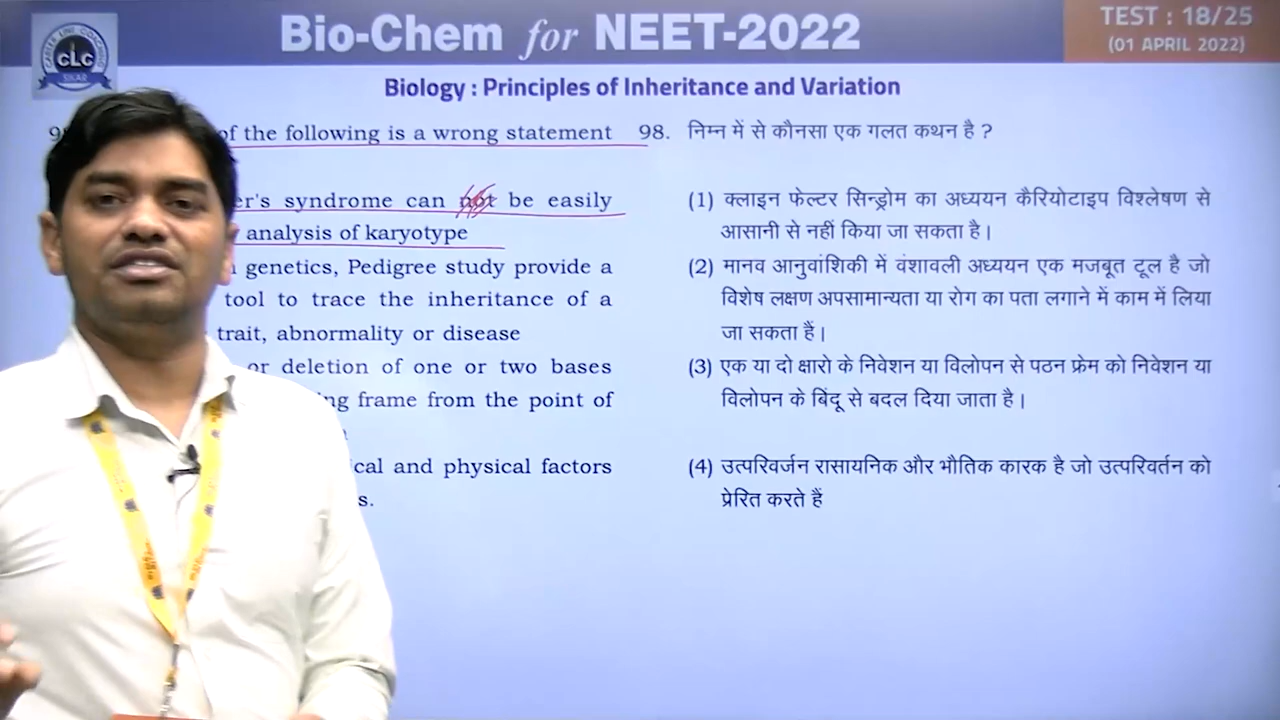 Bio-Chem for NEET-2022
TEST : 18/25
(01 APRIL 2022)
CLC
SIKAR
Biology : Principles of Inheritance and Variation
of the following is a wrong statement
er's syndrome can not be easily
analysis of karyotype
genetics, Pedigree study provide a
tool to trace the inheritance of a
trait, abnormality or disease
or deletion of one or two bases
frame from the point of
and physical factors
98. निम्न में से कौनसा एक गलत कथन है ?
(1) क्लाइन फेल्टर सिन्ड्रोम का अध्ययन कैरियोटाइप विश्लेषण से
आसानी से नहीं किया जा सकता है।
(2) मानव आनुवांशिकी में वंशावली अध्ययन एक मजबूत टूल है जो
विशेष लक्षण अपसामान्यता या रोग का पता लगाने में काम में लिया
जा सकता हैं।
(3) एक या दो क्षारो के निवेशन या विलोपन से पठन फ्रेम को निवेशन या
विलोपन के बिंदू से बदल दिया जाता है।
(4) उत्परिवर्जन रासायनिक और भौतिक कारक है जो उत्परिवर्तन को
प्रेरित करते हैं